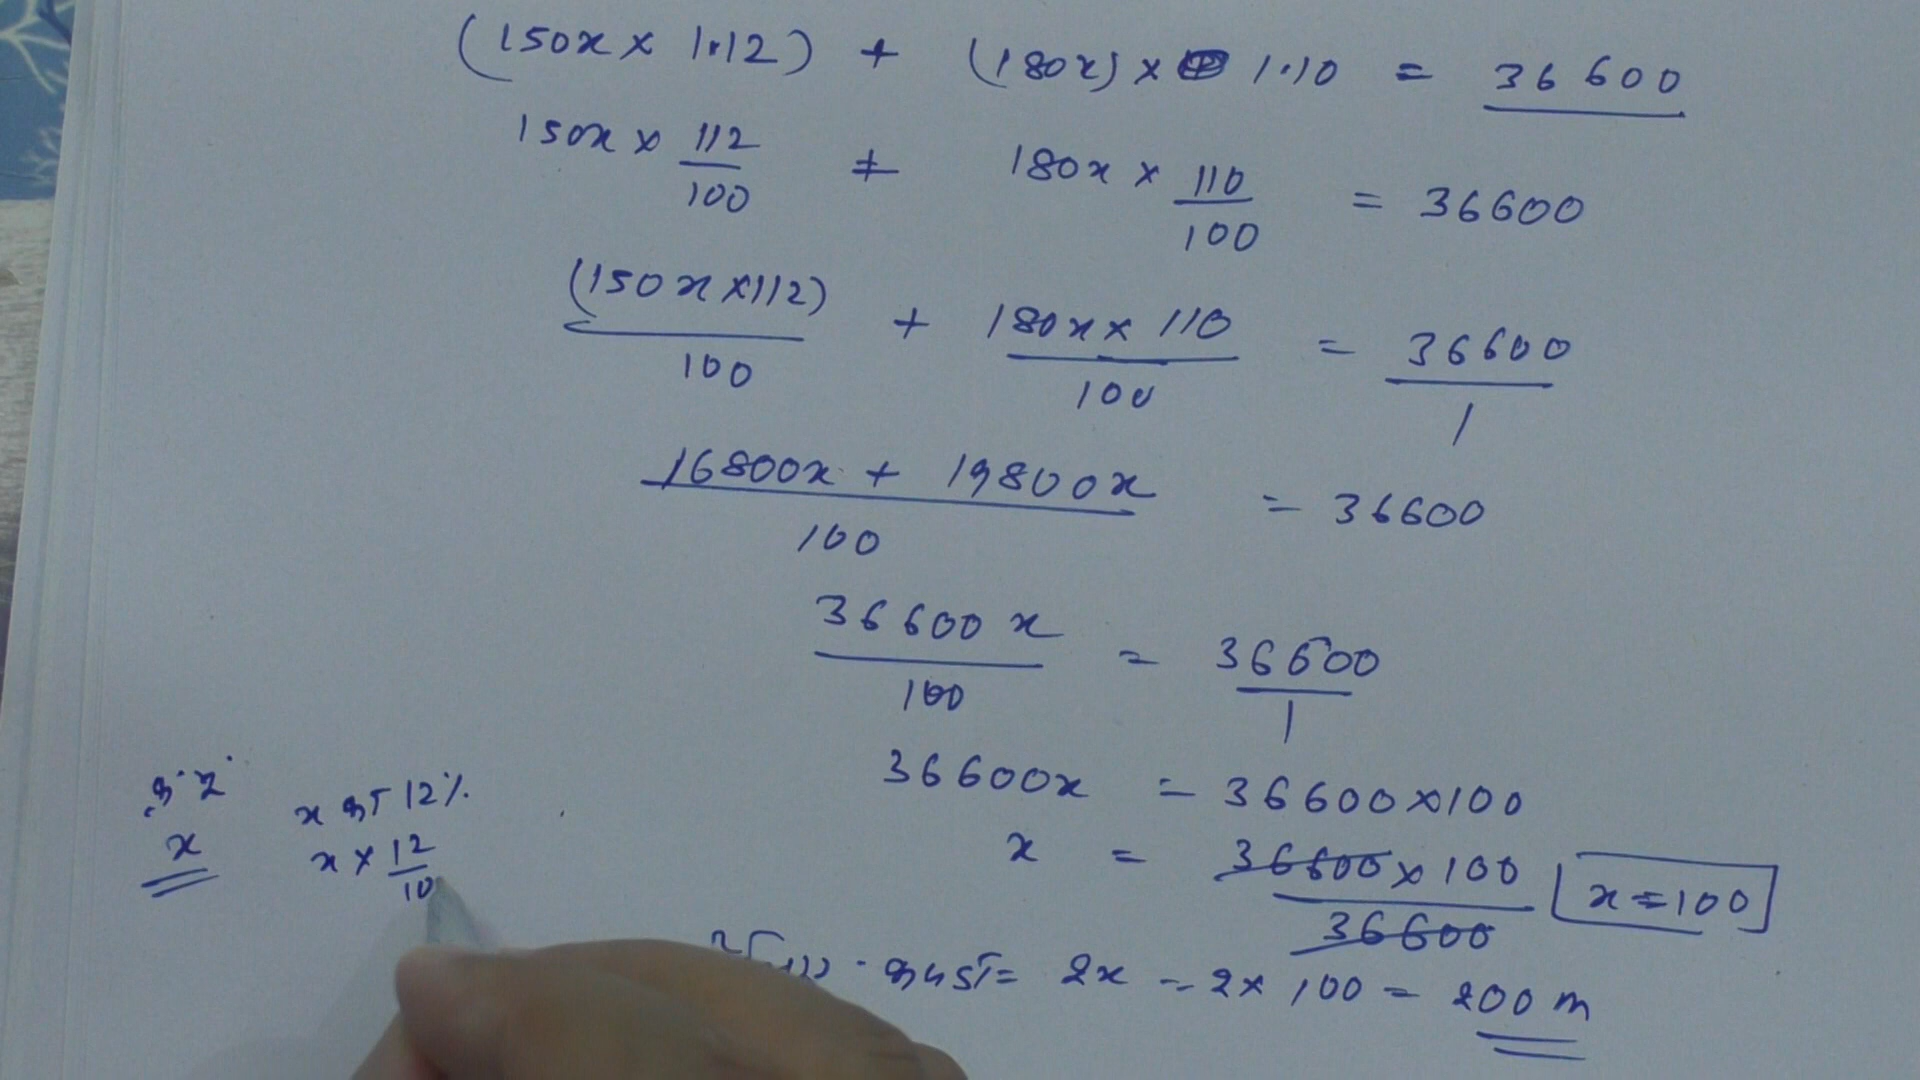 (150x × 1.12) + (180x) × 1.10 = 36600
150x × 112/100 + 180x × 110/100 = 36600
(150x × 112)/100 + 180x × 110/100 = 36600/1
16800x + 19800x/100 = 36600
36600x/100 = 36600/1
36600x = 36600 × 100
x = 36600 × 100/36600 x = 100
x
x 12%
x × 12/10
= 2x = 2 × 100 = 200 m